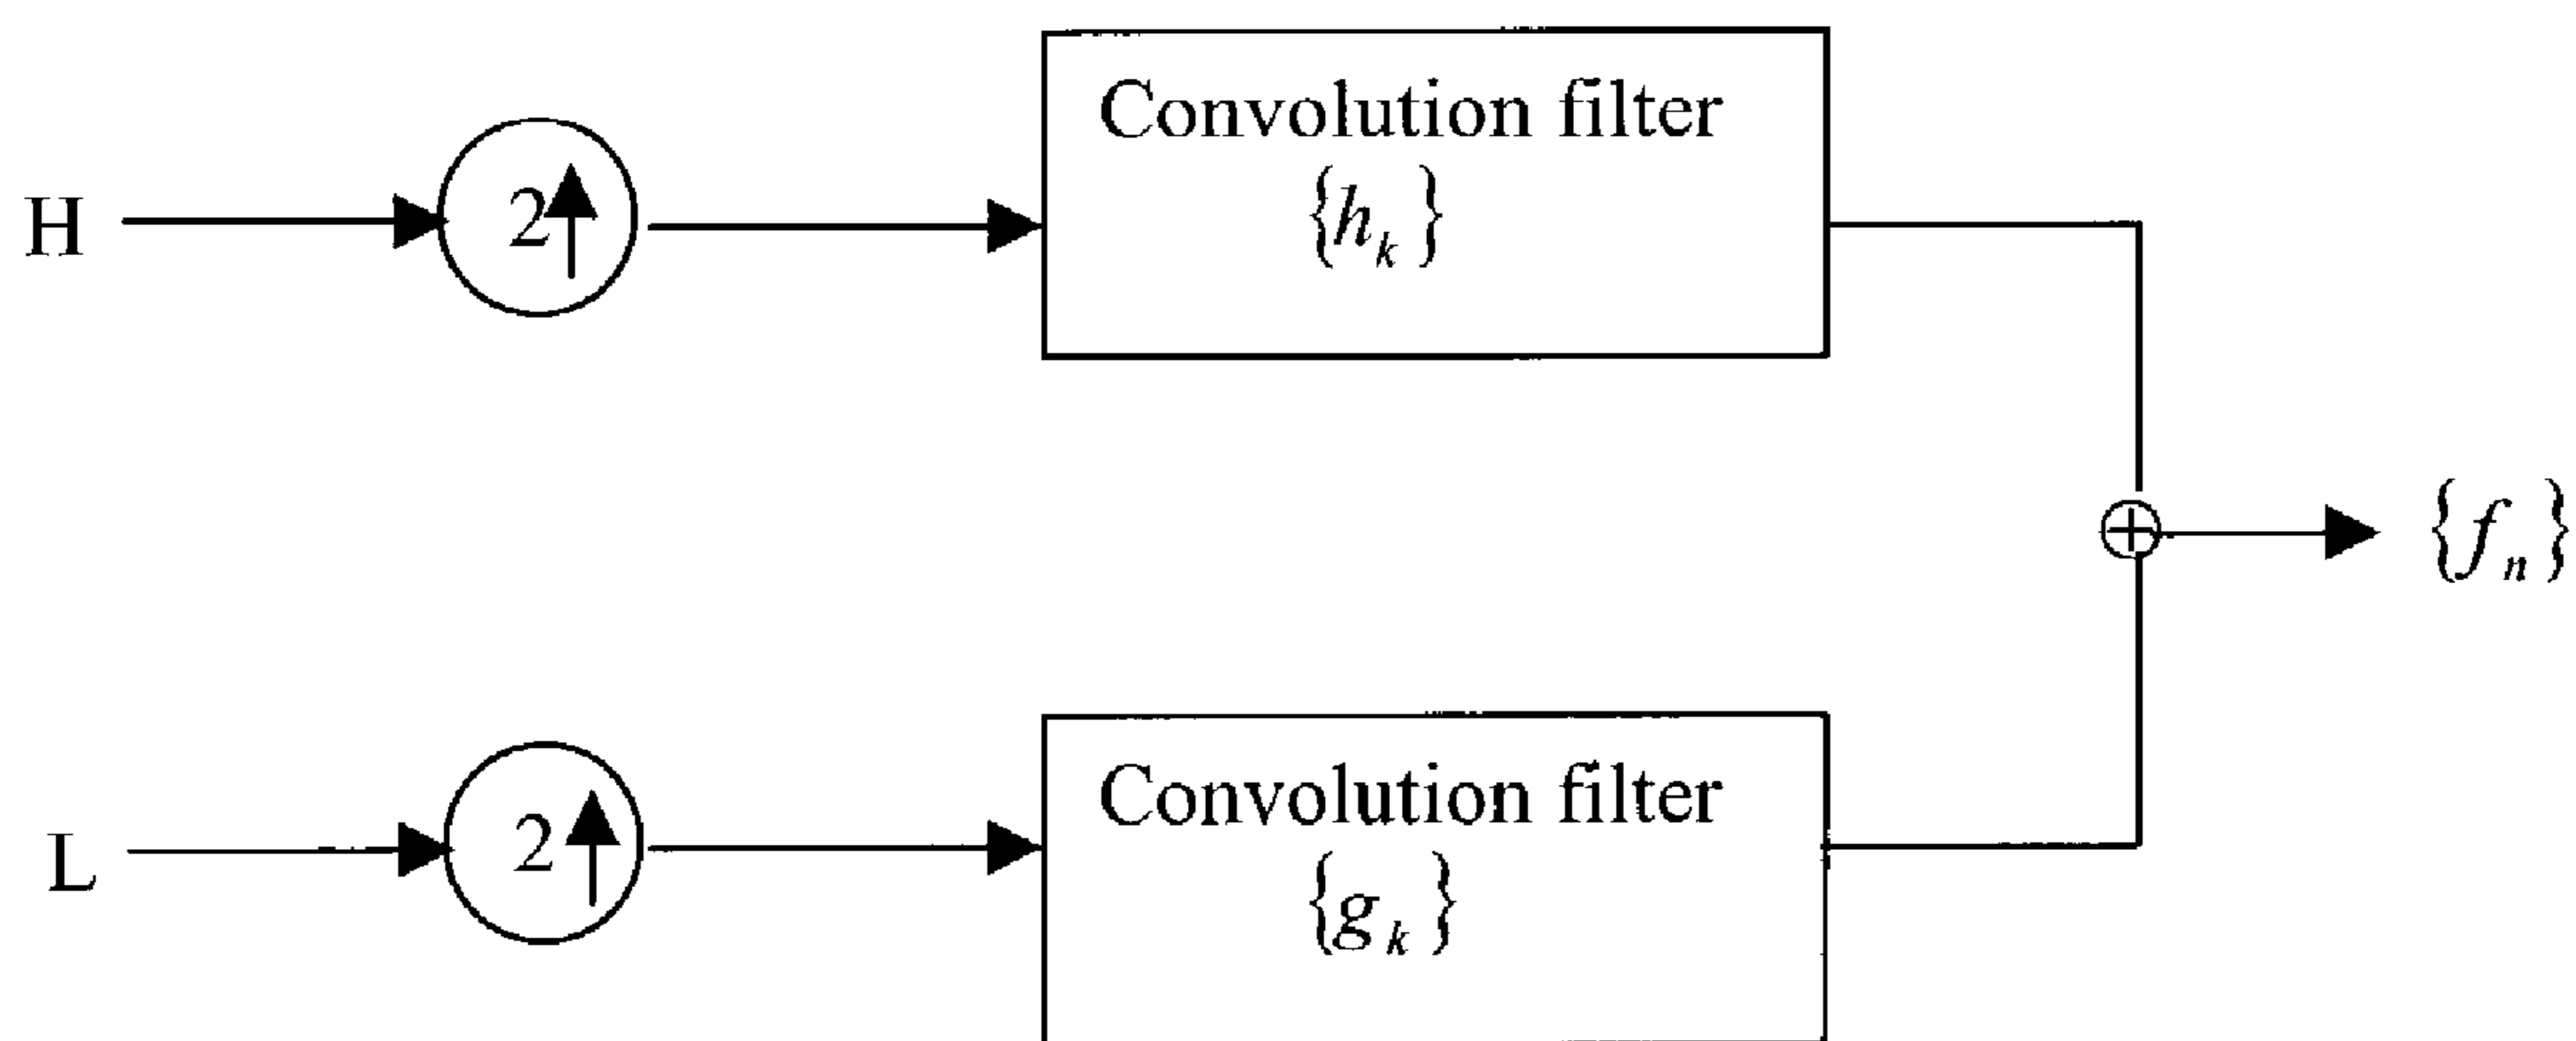 Convolution filter
{h_k}
H
2↑
{f_n}
Convolution filter
{g_k}
L
2↑